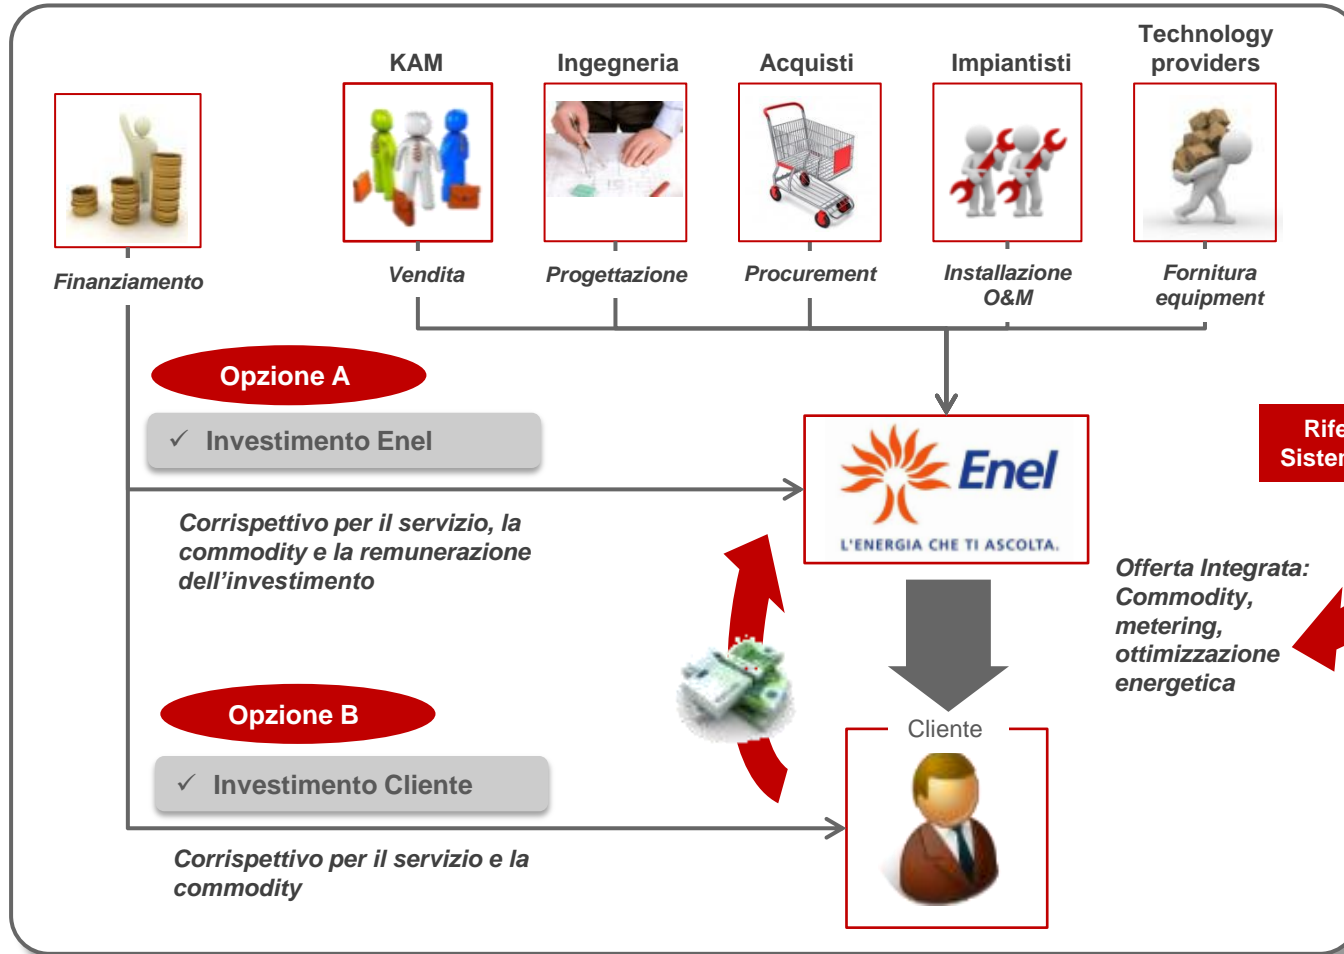 KAM
Ingegneria
Acquisti
Impiantisti
Technology
providers
Finanziamento
Vendita
Progettazione
Procurement
Installazione
O&M
Fornitura
equipment
Opzione A
✓ Investimento Enel
Corrispettivo per il servizio, la
commodity e la remunerazione
dell'investimento
Enel
L'ENERGIA CHE TI ASCOLTA.
Offerta Integrata:
Commodity,
metering,
ottimizzazione
energetica
Opzione B
✓ Investimento Cliente
Corrispettivo per il servizio e la
commodity
Cliente